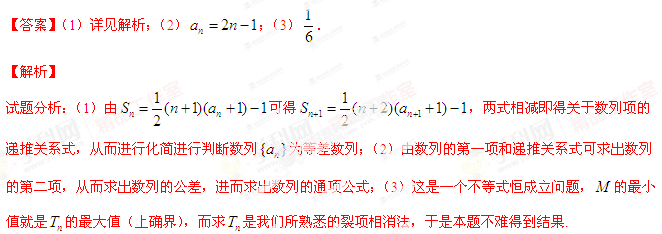 【答案】（1）详见解析；（2） $a_n = 2n-1$；（3） $\frac{1}{6}$．
【解析】
试题分析：（1）由 $S_n = \frac{1}{2}(n+1)(a_n+1)-1$可得 $S_{n+1} = \frac{1}{2}(n+2)(a_{n+1}+1)-1$，两式相减即得关于数列项的
递推关系式，从而进行化简进行判断数列$\{a_n\}$为等差数列；（2）由数列的第一项和递推关系式可求出数列
的第二项，从而求出数列的公差，进而求出数列的通项公式；（3）这是一个不等式恒成立问题，$M$ 的最小
值就是$T_n$的最大值（上确界），而求$T_n$是我们所熟悉的裂项相消法，于是本题不难得到结果.